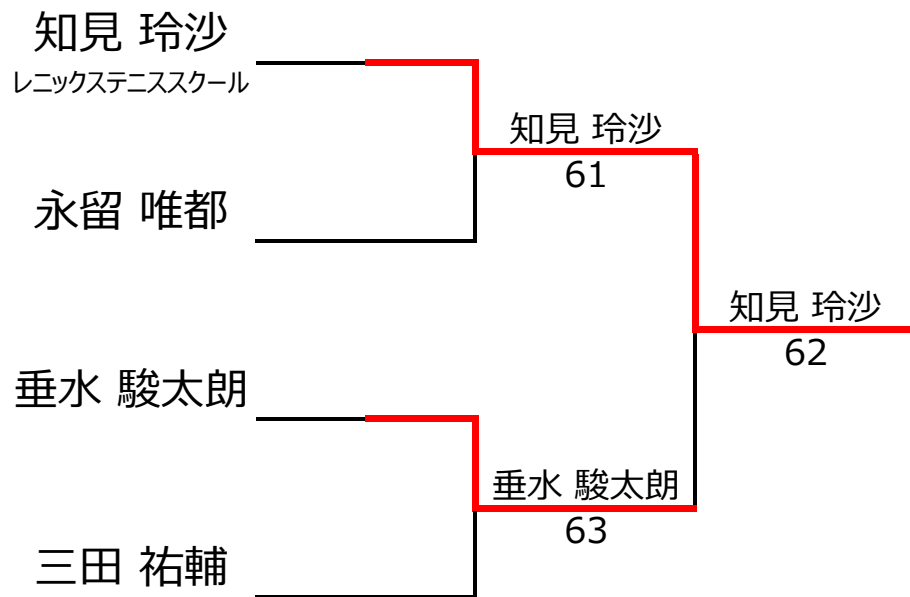 知見 玲沙
レニックステニススクール
知見 玲沙
61
永留 唯都
知見 玲沙
62
垂水 駿太朗
垂水 駿太朗
63
三田 祐輔